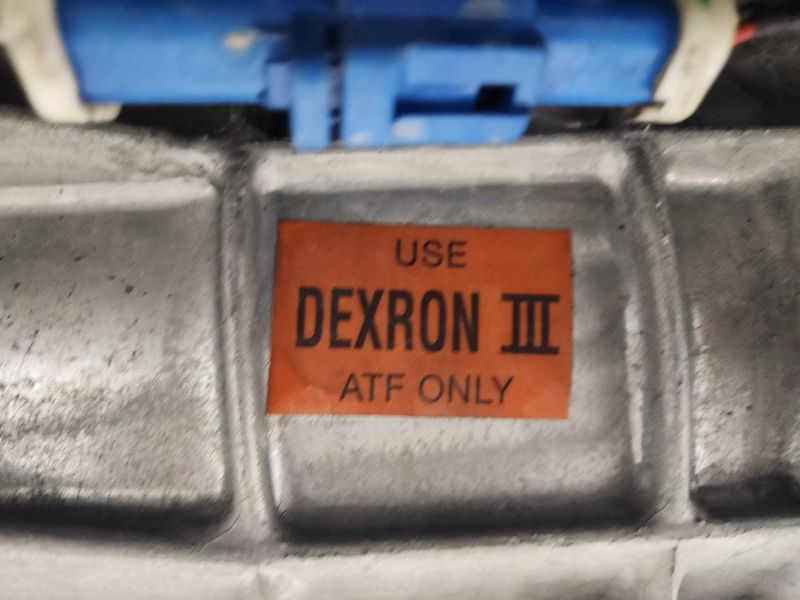 USE
DEXRON III
ATF ONLY